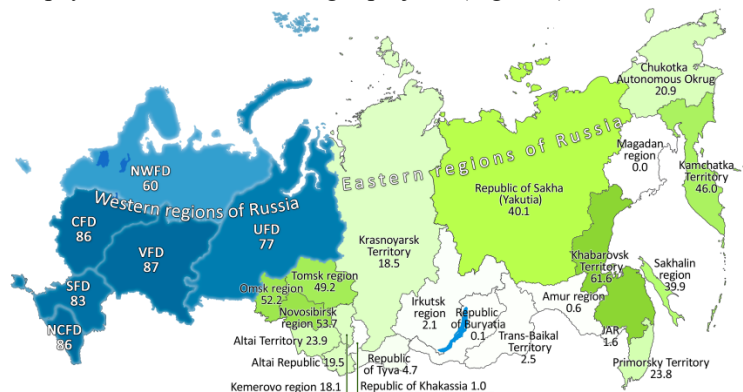 Chukotka
Autonomous Okrug
20.9
Eastern regions of Russia
Magadan
region
0.0
Kamchatka
Territory
46.0
NWFD
60
Western regions of Russia
Republic of Sakha
(Yakutia)
40.1
CFD
86
UFD
77
VFD
87
Krasnoyarsk
Territory
18.5
Khabarovsk
Territory
61.6
Sakhalin
region
39.9
SFD
83
Tomsk region
49.2
Omsk region
52.2
Novosibirsk
region 53.7
Irkutsk
region
2.1
Republic
of Buryatia
0.1
Amur region
0.6
NCFD
86
Altai Territory 23.9
Trans-Baikal
Territory
2.5
JAR
1.6
Altai Republic 19.5
Republic
of Tyva 4.7
Primorsky Territory
23.8
Kemerovo region 18.1
Republic of Khakassia 1.0